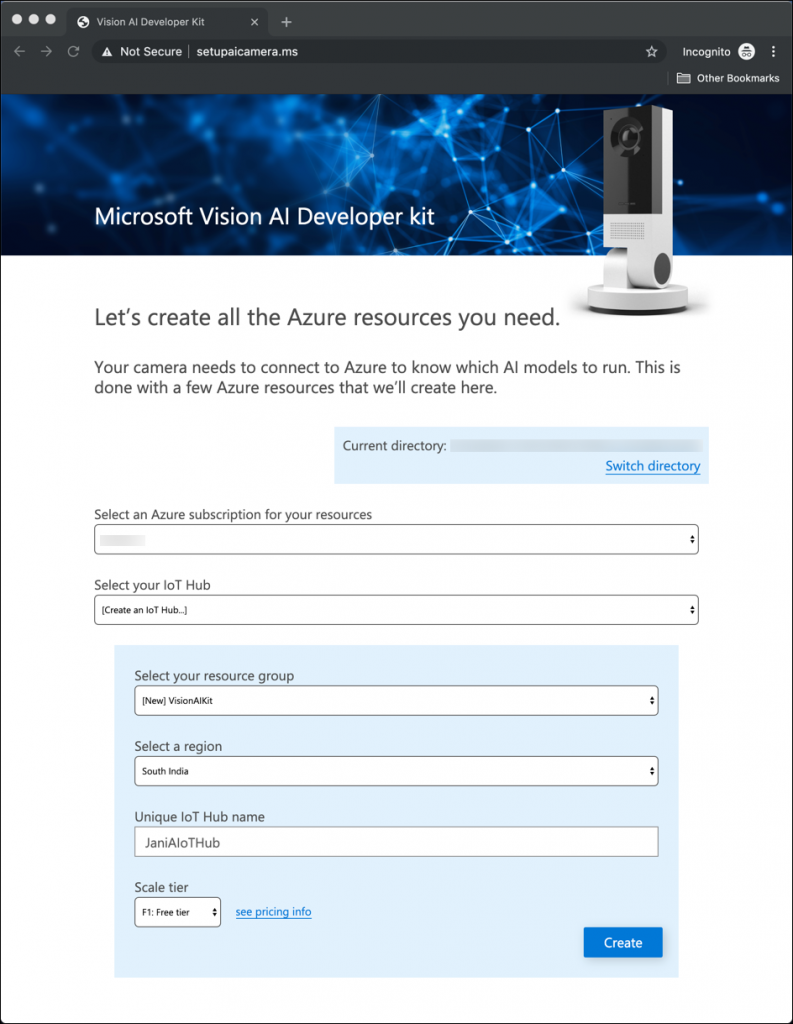 Vision AI Developer Kit
Not Secure
setupaicamera.ms
Incognito
Other Bookmarks
Microsoft Vision AI Developer kit
Let's create all the Azure resources you need.
Your camera needs to connect to Azure to know which AI models to run. This is
done with a few Azure resources that we'll create here.
Current directory:
Switch directory
Select an Azure subscription for your resources
Select your IoT Hub
[Create an IoT Hub...]
Select your resource group
[New] VisionAIKit
Select a region
South India
Unique IoT Hub name
JaniAIoTHub
Scale tier
F1: Free tier
see pricing info
Create